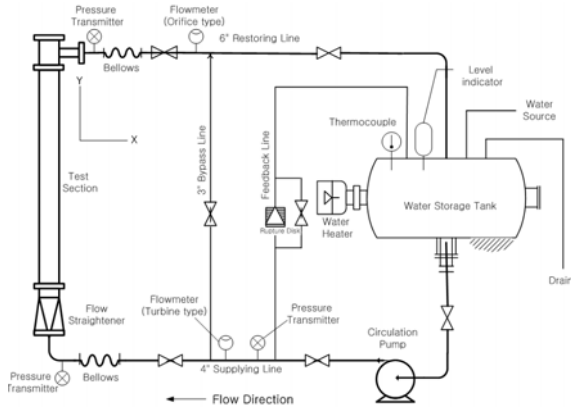 Pressure
Transmitter
Flowmeter
(Orifice type)
6" Restoring Line
Bellows
Level
indicator
Y
X
Thermocouple
Water
Source
Test
Section
3" Bypass Line
Feedback Line
Rupture Disk
Water
Heater
Water Storage Tank
Drain
Flow
Straightener
Flowmeter
(Turbine type)
Pressure
Transmitter
Circulation
Pump
Pressure
Transmitter
Bellows
4" Supplying Line
Flow Direction